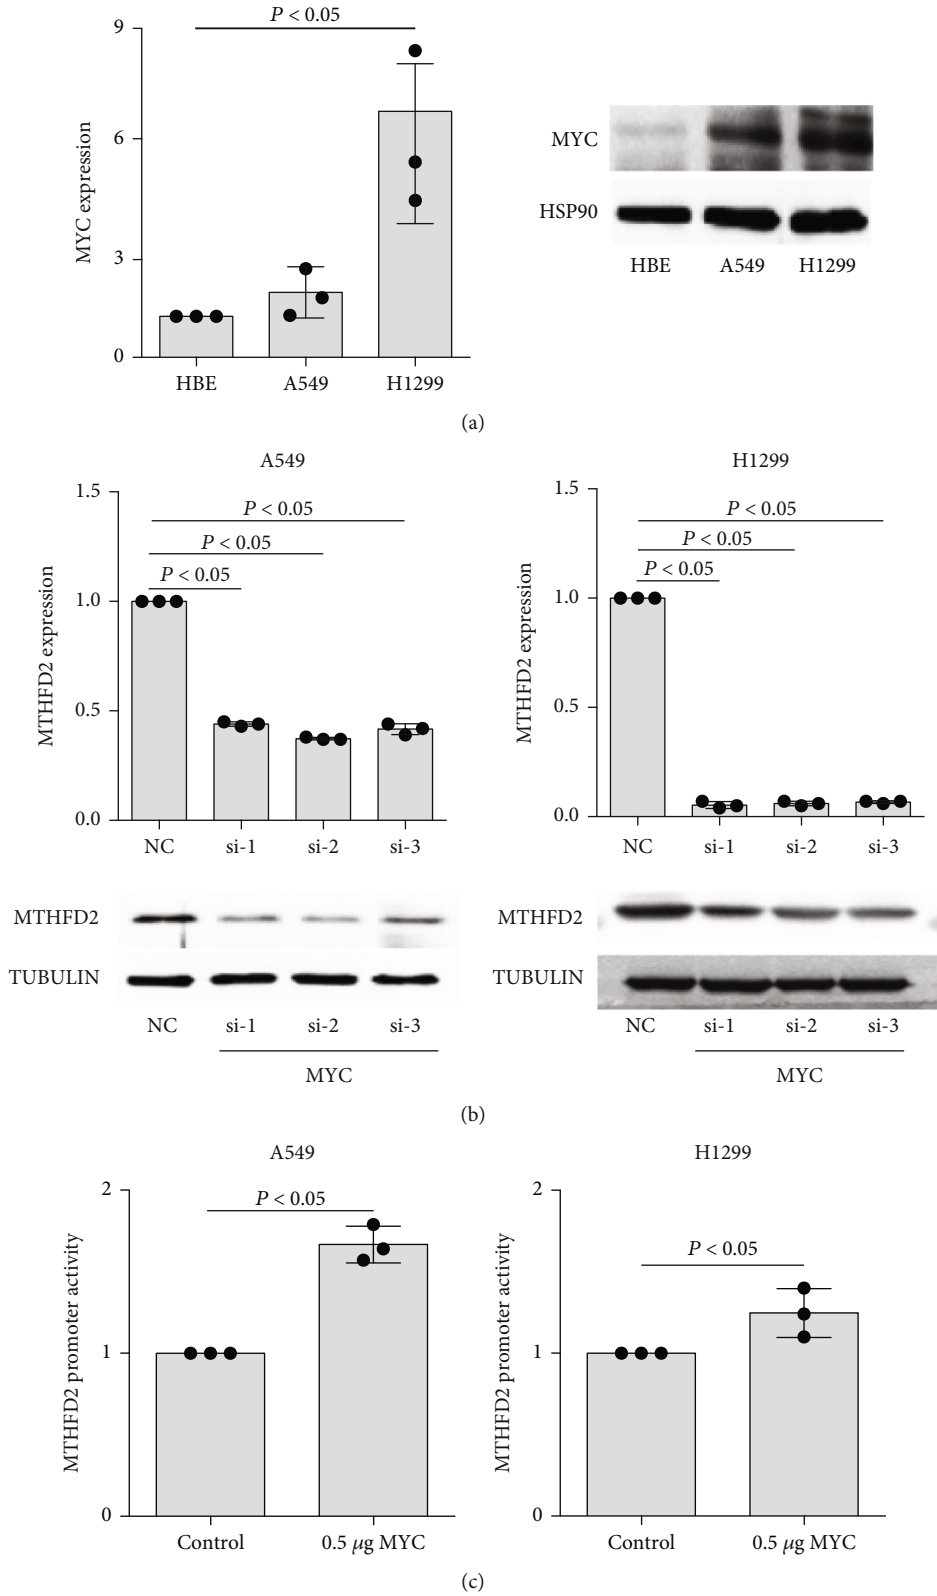 P < 0.05
9
6
3
0
MYC expression
HBE
A549
H1299
MYC
HSP90
HBE
A549
H1299
(a)
A549
1.5
1.0
0.5
0.0
MTHFD2 expression
P < 0.05
P < 0.05
P < 0.05
NC
si-1
si-2
si-3
H1299
1.5
1.0
0.5
0.0
MTHFD2 expression
P < 0.05
P < 0.05
P < 0.05
NC
si-1
si-2
si-3
MTHFD2
TUBULIN
NC
si-1
si-2
si-3
MYC
MTHFD2
TUBULIN
NC
si-1
si-2
si-3
MYC
(b)
A549
2
1
0
MTHFD2 promoter activity
P < 0.05
Control
0.5 μg MYC
H1299
2
1
0
MTHFD2 promoter activity
P < 0.05
Control
0.5 μg MYC
(c)